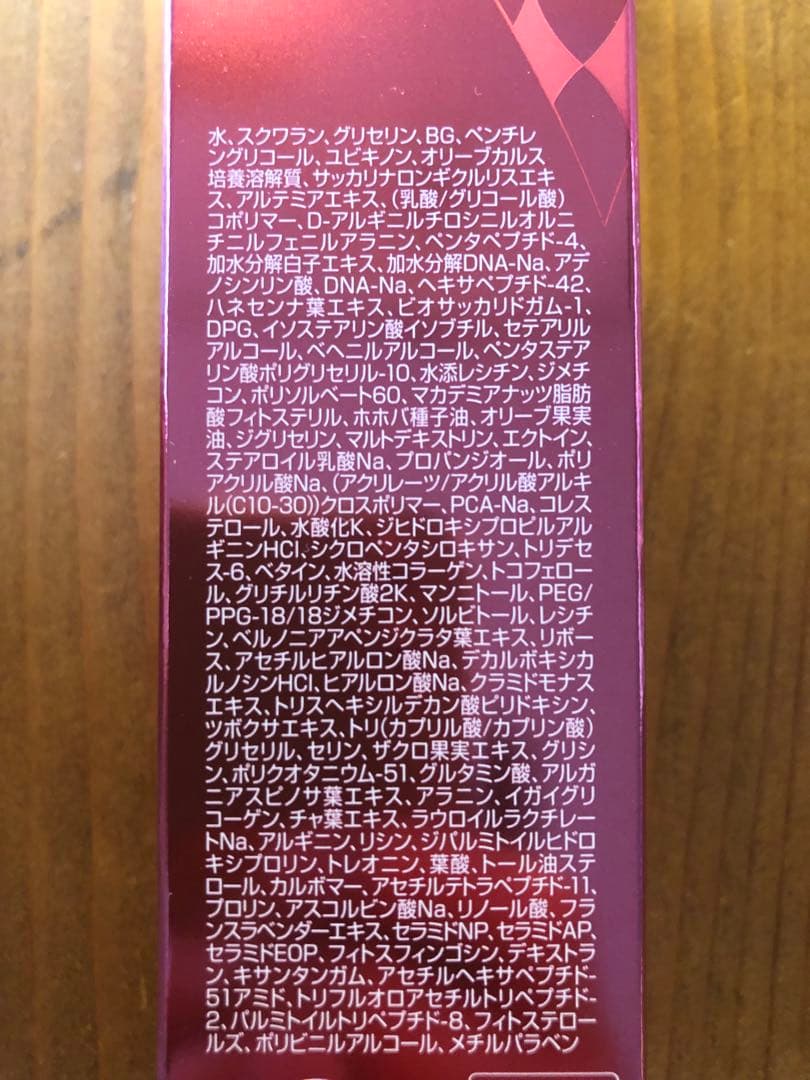 水、スクワラン、グリセリン、BG、ペンチレ
ングリコール、ユビキノン、オリーブカルス
培養溶解質、サッカリナロンギクルリスエキ
ス、アルテミアエキス、(乳酸/グリコール酸)
コポリマー、D-アルギニルチロシニルオルニ
チニルフェニルアラニン、ペンタペプチド-4、
加水分解白子エキス、加水分解DNA-Na、アデ
ノシンリン酸、DNA-Na、ヘキサペプチド-42、
ハネセンナ葉エキス、ビオサッカリドガム-1、
DPG、イソステアリン酸イソブチル、セテアリル
アルコール、ベヘニルアルコール、ペンタステア
リン酸ポリグリセリル-10、水添レシチン、ジメチ
コン、ポリソルベート60、マカデミアナッツ脂肪
酸フィトステリル、ホホバ種子油、オリーブ果実
油、ジグリセリン、マルトデキストリン、エクトイン、
ステアロイル乳酸Na、プロパンジオール、ポリ
アクリル酸Na、(アクリレーツ/アクリル酸アルキ
ル(C10-30))クロスポリマー、PCA-Na、コレス
テロール、水酸化K、ジヒドロキシプロピルアル
ギニンHCl、シクロペンタシロキサン、トリデセ
ス-6、ベタイン、水溶性コラーゲン、トコフェロー
ル、グリチルリチン酸2K、マンニトール、PEG/
PPG-18/18ジメチコン、ソルビトール、レシチ
ン、ベルノニアアペンジクラタ葉エキス、リボー
ス、アセチルヒアルロン酸Na、デカルボキシカ
ルノシンHCl、ヒアルロン酸Na、クラミドモナス
エキス、トリスヘキシルデカン酸ピリドキシン、
ツボクサエキス、トリ(カプリル酸/カプリン酸)
グリセリル、セリン、ザクロ果実エキス、グリシ
ン、ポリクオタニウム-51、グルタミン酸、アルガ
ニアスピノサ葉エキス、アラニン、イガイグリ
コーゲン、チャ葉エキス、ラウロイルラクチレー
トNa、アルギニン、リシン、ジパルミトイルヒドロ
キシプロリン、トレオニン、葉酸、トール油ステ
ロール、カルボマー、アセチルテトラペプチド-11、
プロリン、アスコルビン酸Na、リノール酸、フラ
ンスラベンダーエキス、セラミドNP、セラミドAP、
セラミドEOP、フィトスフィンゴシン、デキストラ
ン、キサンタンガム、アセチルヘキサペプチド-
51アミド、トリフルオロアセチルトリペプチド-
2、パルミトイルトリペプチド-8、フィトステロー
ルズ、ポリビニルアルコール、メチルパラベン